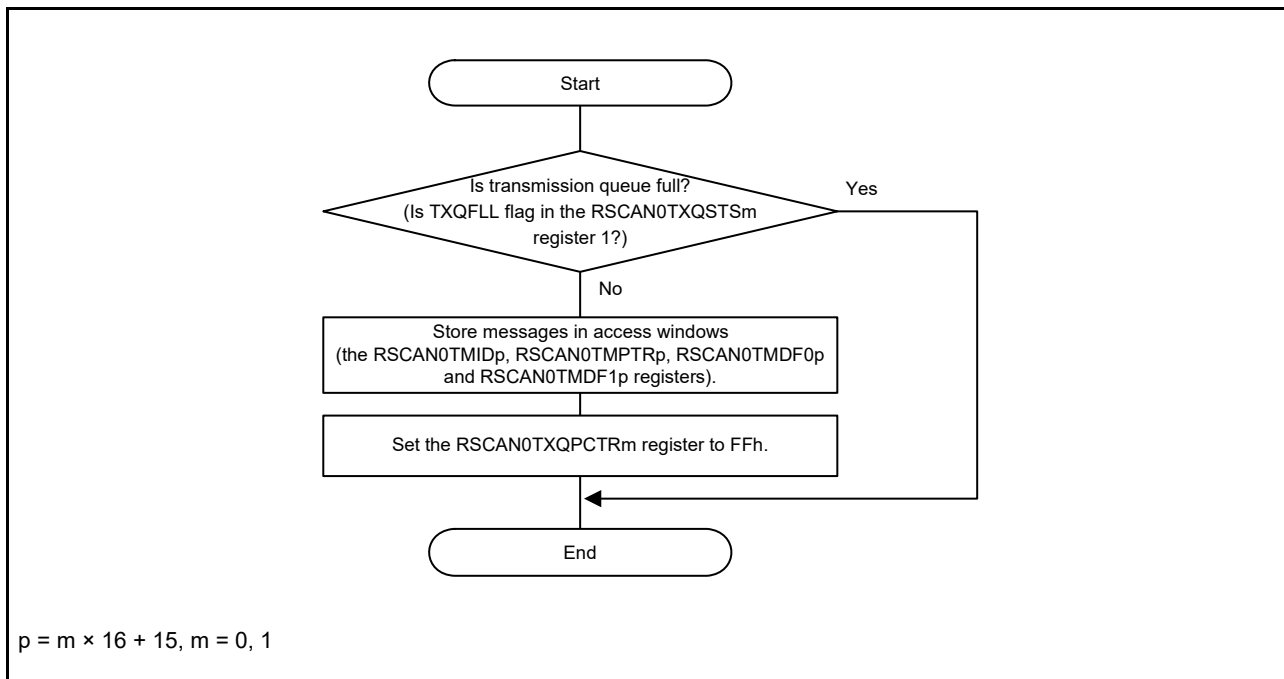 Start
Is transmission queue full?
(Is TXQFLL flag in the RSCAN0TXQSTSm
register 1?)
Yes
No
Store messages in access windows
(the RSCAN0TMIDp, RSCAN0TMPTRp, RSCAN0TMDF0p
and RSCAN0TMDF1p registers).
Set the RSCAN0TXQPCTRm register to FFh.
End
p = m × 16 + 15, m = 0, 1